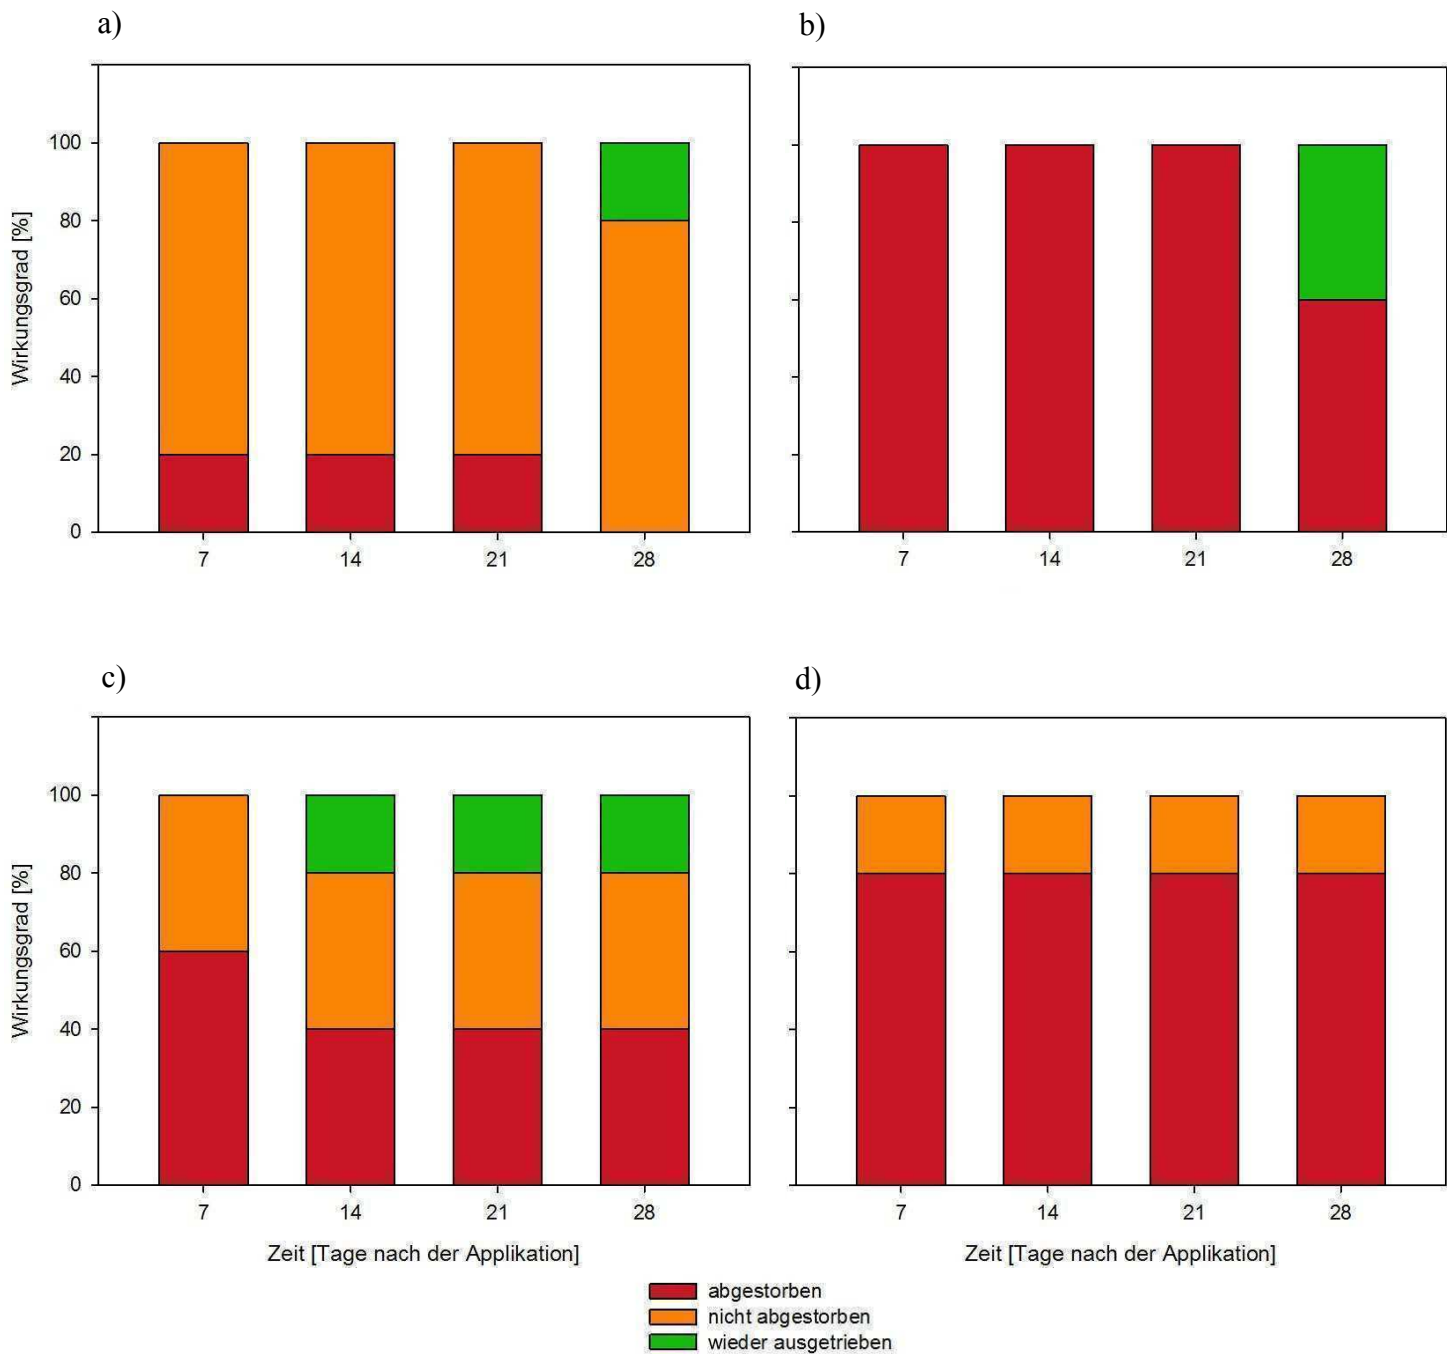 a)
b)
100
80
60
40
20
0
Wirkungsgrad [%]
7 14 21 28
7 14 21 28
c)
d)
100
80
60
40
20
0
Wirkungsgrad [%]
7 14 21 28
7 14 21 28
Zeit [Tage nach der Applikation]
Zeit [Tage nach der Applikation]
abgestorben
nicht abgestorben
wieder ausgetrieben